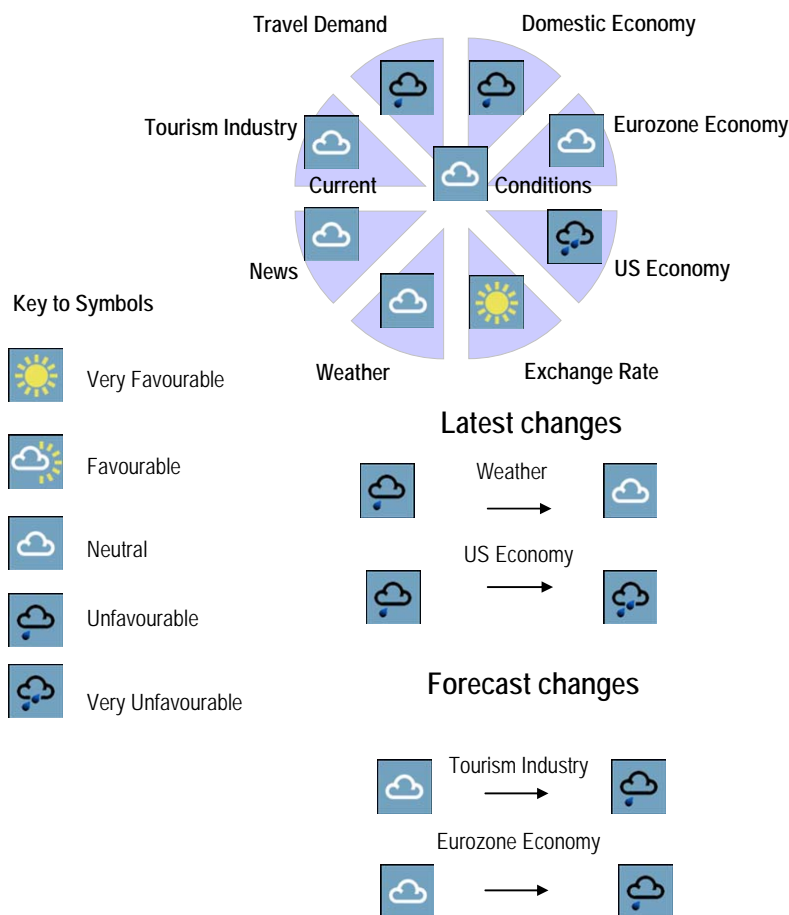 Travel Demand
Domestic Economy
Tourism Industry
Eurozone Economy
Current
Conditions
News
US Economy
Weather
Exchange Rate
Key to Symbols
Very Favourable
Favourable
Neutral
Unfavourable
Very Unfavourable
Latest changes
Weather
US Economy
Forecast changes
Tourism Industry
Eurozone Economy